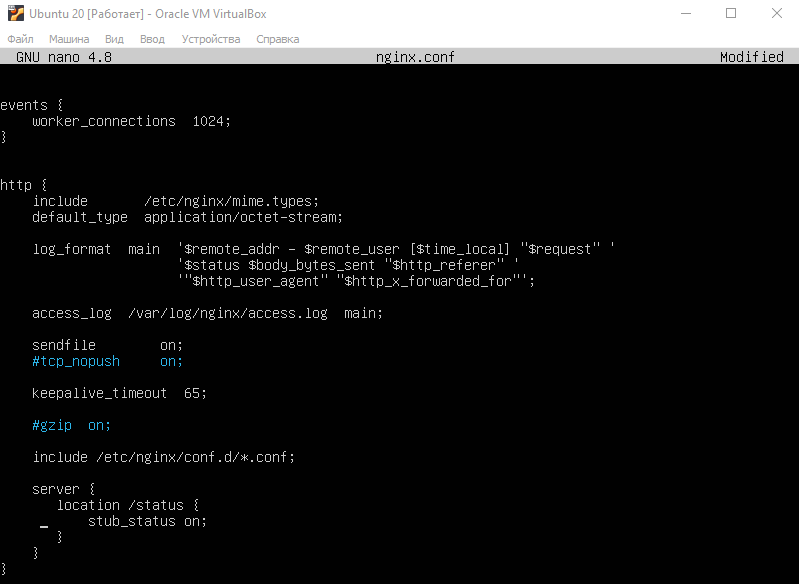 Ubuntu 20 [Работает] - Oracle VM VirtualBox
Файл Машина Вид Ввод Устройства Справка
GNU nano 4.8 nginx.conf Modified
events {
    worker_connections  1024;
}
http {
    include       /etc/nginx/mime.types;
    default_type  application/octet-stream;
    log_format  main  '$remote_addr - $remote_user [$time_local] "$request" '
                      '$status $body_bytes_sent "$http_referer" '
                      '"$http_user_agent" "$http_x_forwarded_for"';
    access_log  /var/log/nginx/access.log  main;
    sendfile        on;
    #tcp_nopush     on;
    keepalive_timeout  65;
    #gzip  on;
    include /etc/nginx/conf.d/*.conf;
    server {
       location /status {
           stub_status on;
       }
    }
}